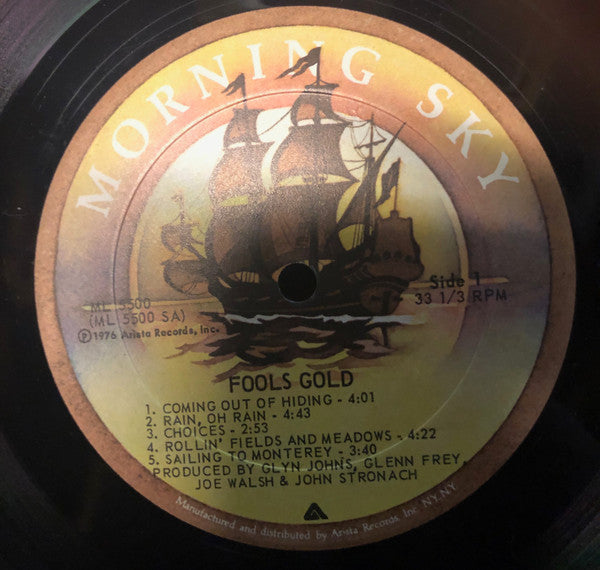 MORNING SKY
Side 1
33 1/3 RPM
ML 5500
(ML 5500 SA)
Ⓟ1976 Arista Records, Inc.
FOOLS GOLD
1. COMING OUT OF HIDING - 4:01
2. RAIN, OH RAIN - 4:43
3. CHOICES - 2:53
4. ROLLIN' FIELDS AND MEADOWS - 4:22
5. SAILING TO MONTEREY - 3:40
PRODUCED BY GLYN JOHNS, GLENN FREY,
JOE WALSH & JOHN STRONACH
Manufactured and distributed by Arista Records, Inc. NY, NY